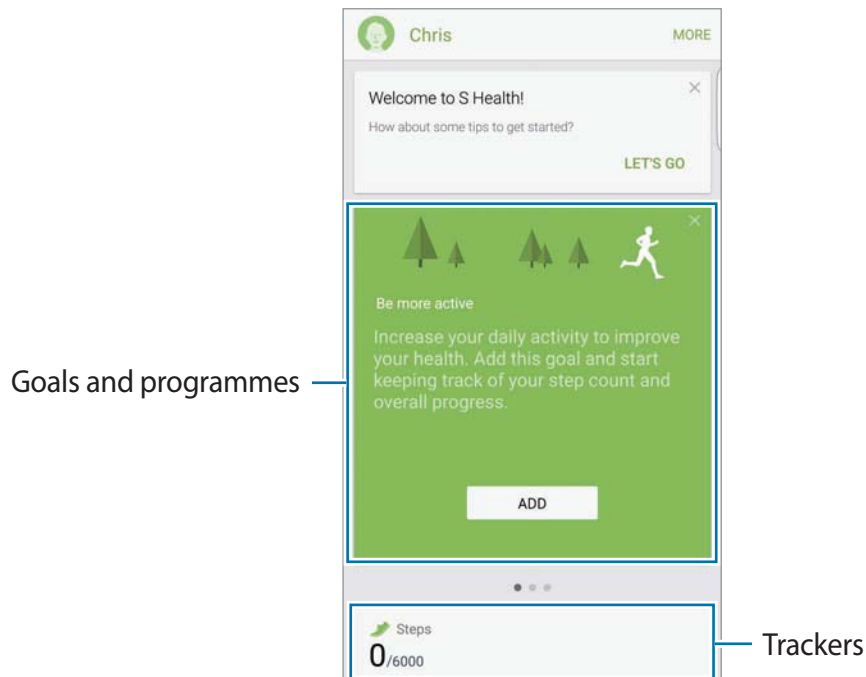 Chris
MORE
Welcome to S Health!
How about some tips to get started?
LET'S GO
Be more active
Increase your daily activity to improve
your health. Add this goal and start
keeping track of your step count and
overall progress.
Goals and programmes
ADD
Steps
0/6000
Trackers